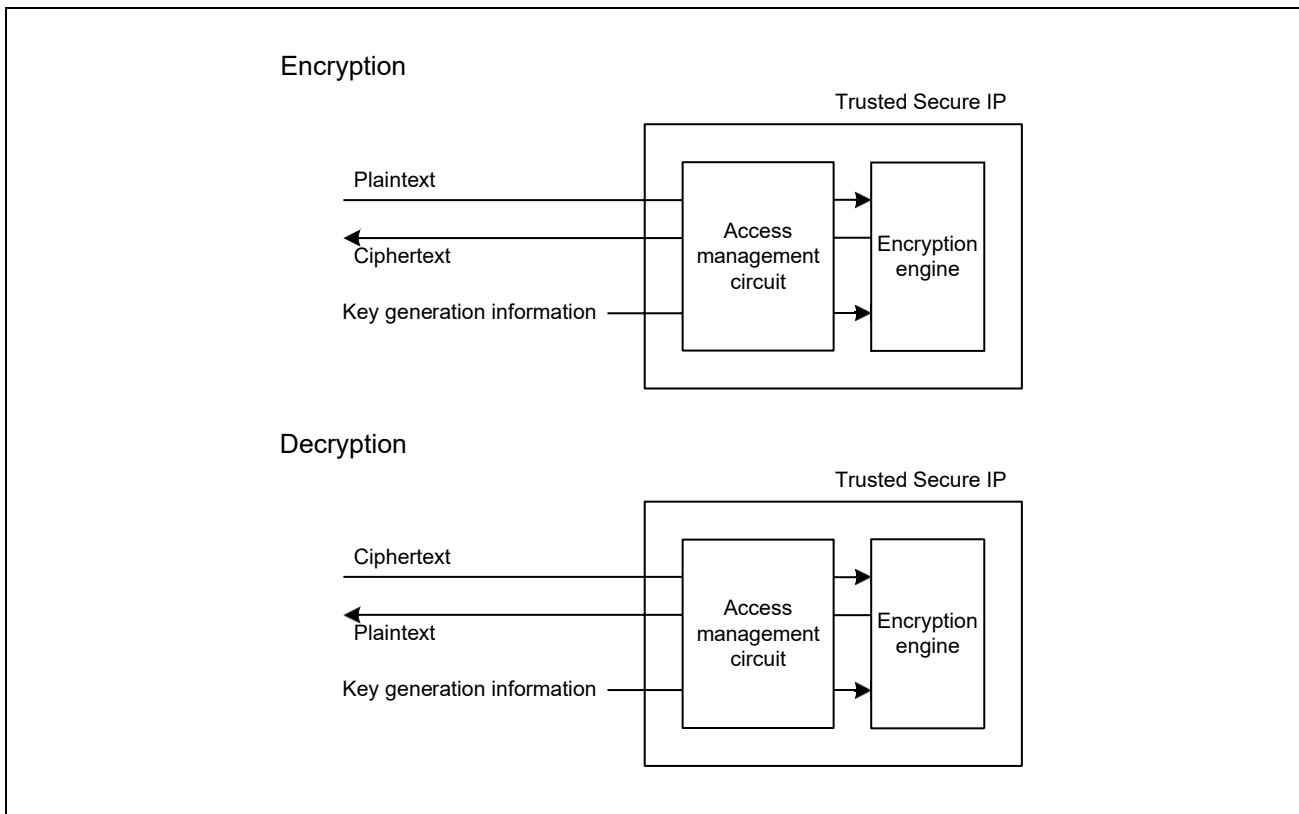 Encryption
Trusted Secure IP
Plaintext
Ciphertext
Key generation information
Access
management
circuit
Encryption
engine
Decryption
Trusted Secure IP
Ciphertext
Plaintext
Key generation information
Access
management
circuit
Encryption
engine